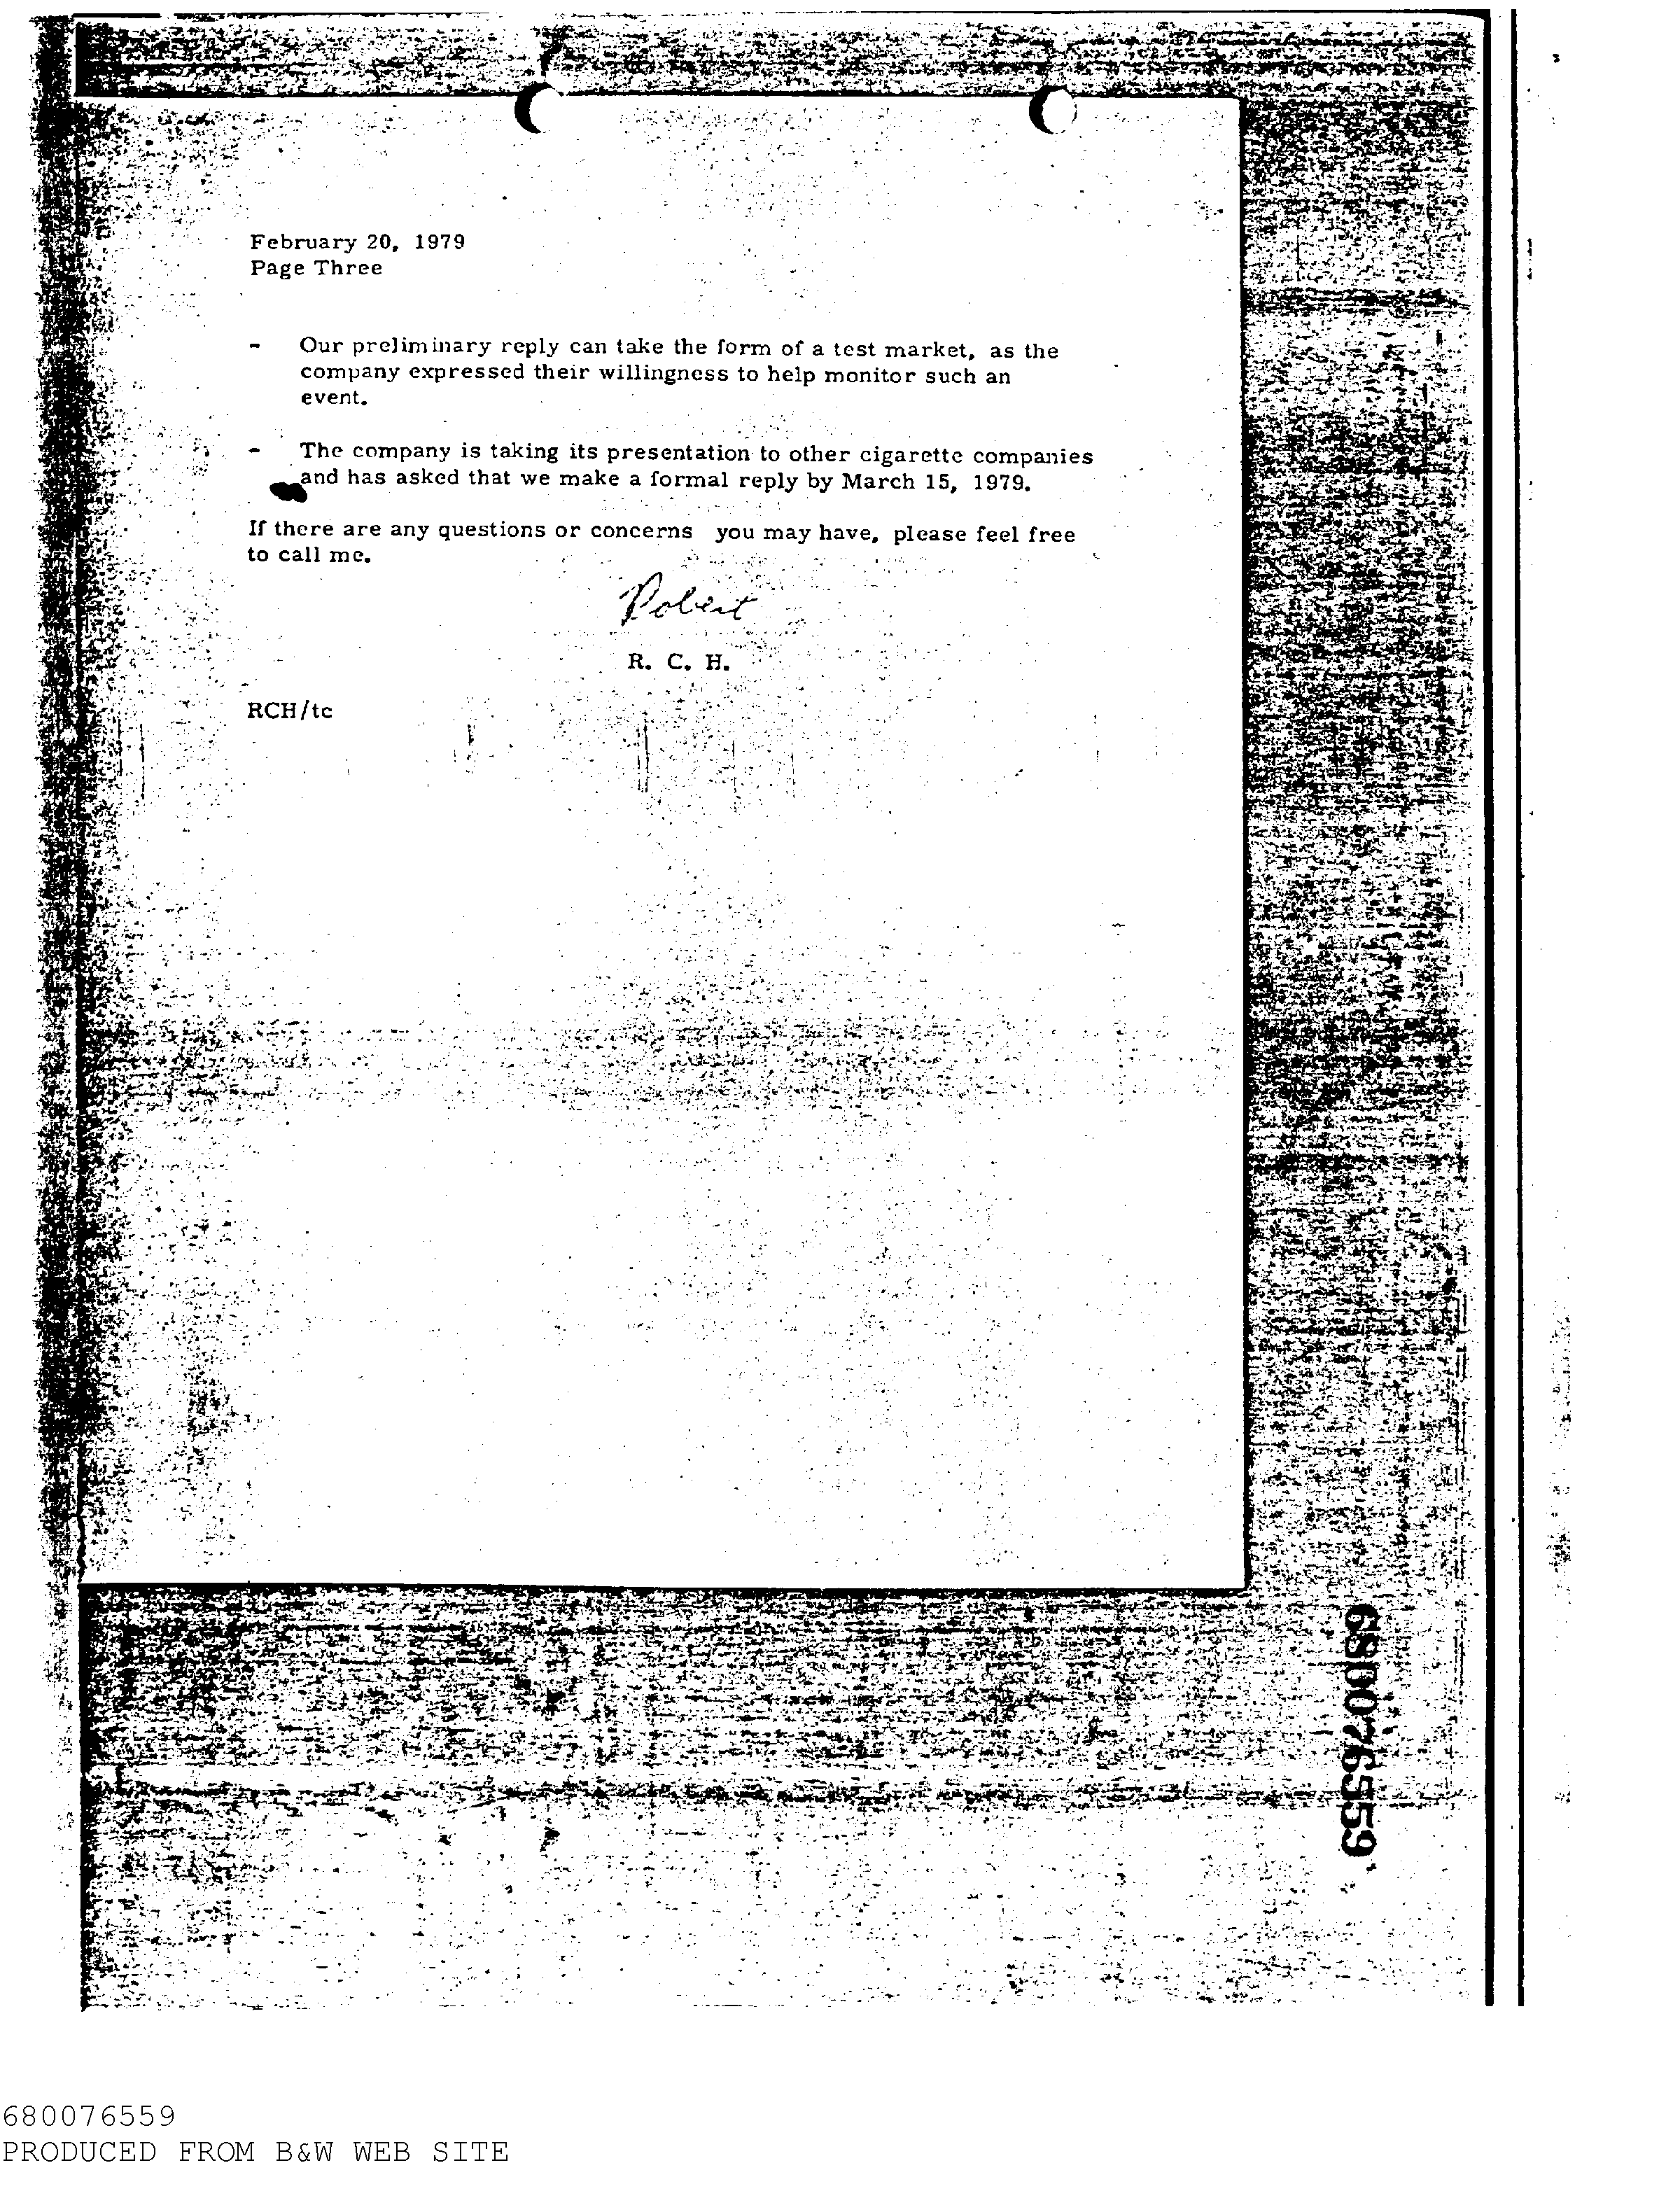 February 20, 1979
Page Three
- Our preliminary reply can take the form of a test market, as the
company expressed their willingness to help monitor such an
event.
- The company is taking its presentation to other cigarette companies
and has asked that we make a formal reply by March 15, 1979.
If there are any questions or concerns you may have, please feel free
to call me.
Robert
R. C. H.
RCH/tc
680076559
680076559
PRODUCED FROM B&W WEB SITE